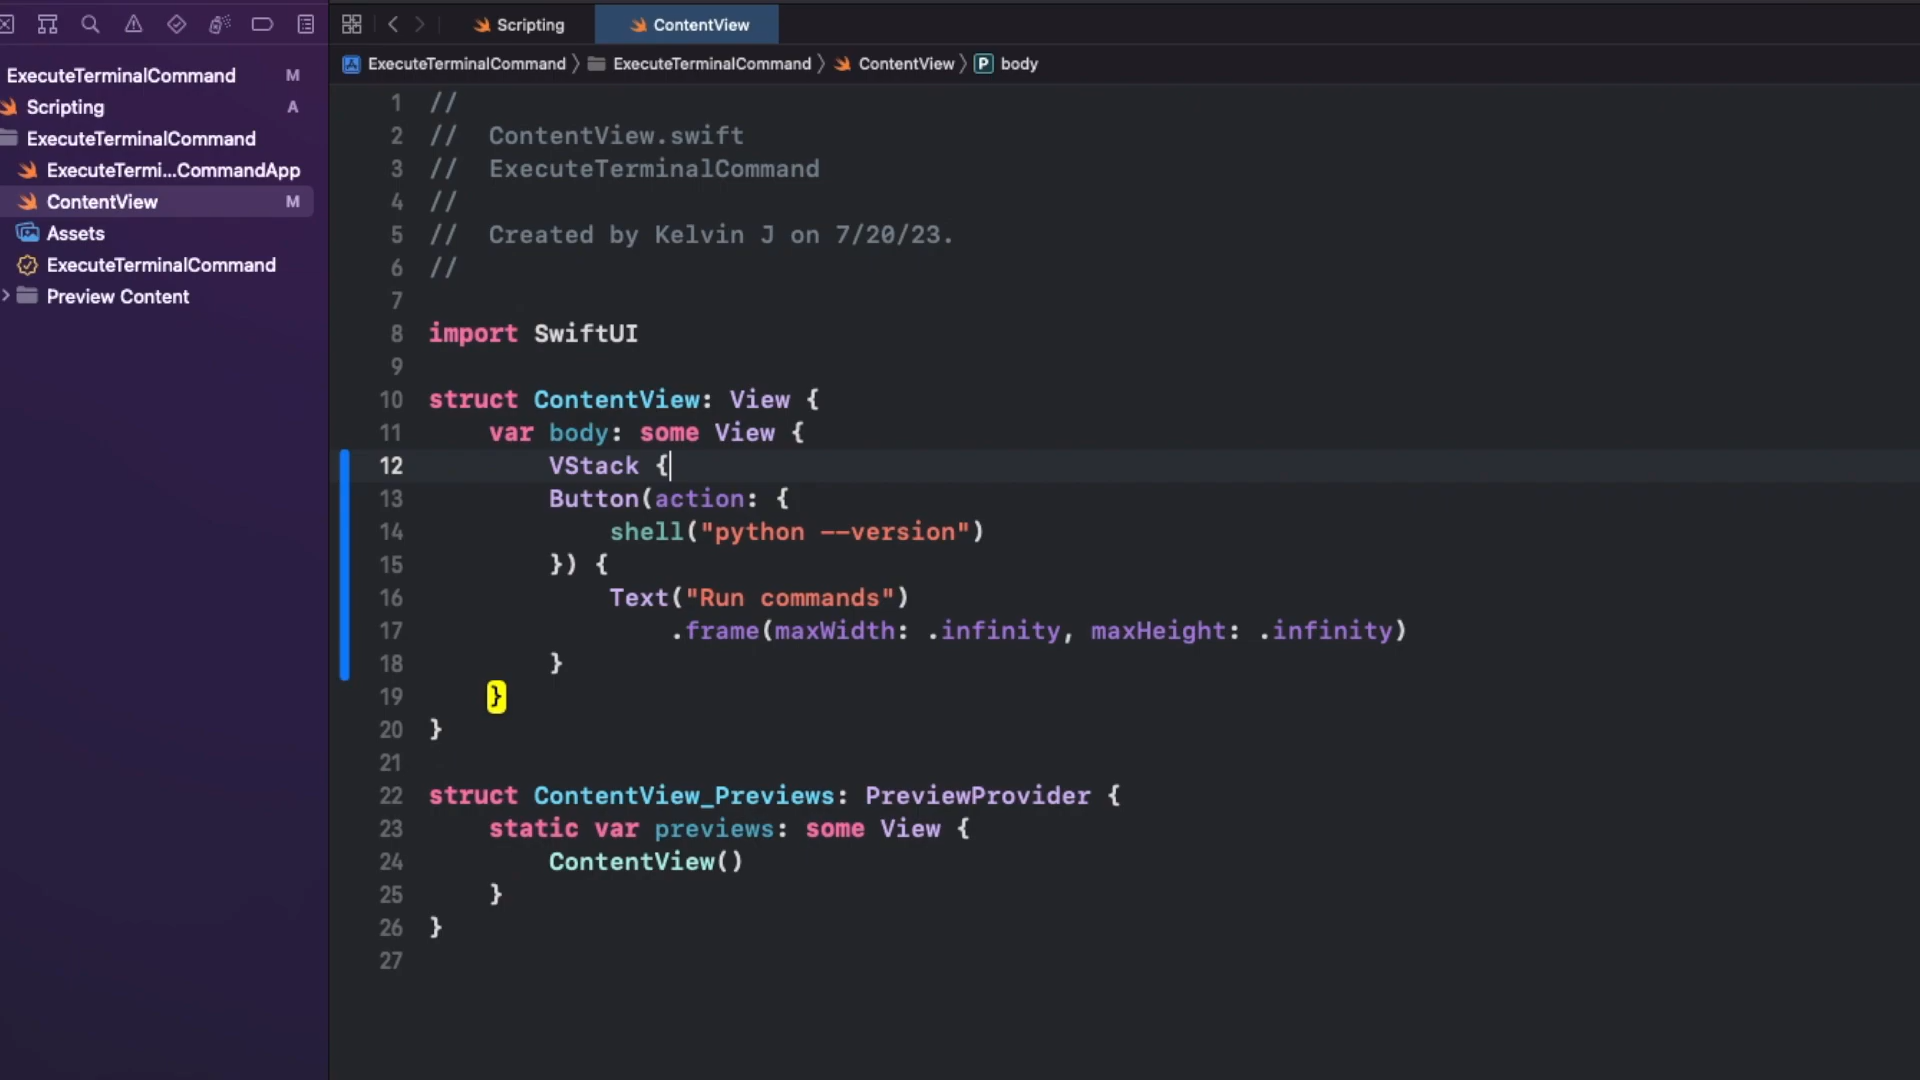 Scripting
ContentView
ExecuteTerminalCommand
ExecuteTerminalCommand
ContentView
P body
ExecuteTerminalCommand M
Scripting A
ExecuteTerminalCommand
ExecuteTermi...CommandApp
ContentView M
Assets
ExecuteTerminalCommand
Preview Content
1 //
2 //  ContentView.swift
3 //  ExecuteTerminalCommand
4 //
5 //  Created by Kelvin J on 7/20/23.
6 //
7
8 import SwiftUI
9
10 struct ContentView: View {
11     var body: some View {
12         VStack {
13         Button(action: {
14             shell("python --version")
15         }) {
16             Text("Run commands")
17                 .frame(maxWidth: .infinity, maxHeight: .infinity)
18         }
19     }
20 }
21
22 struct ContentView_Previews: PreviewProvider {
23     static var previews: some View {
24         ContentView()
25     }
26 }
27